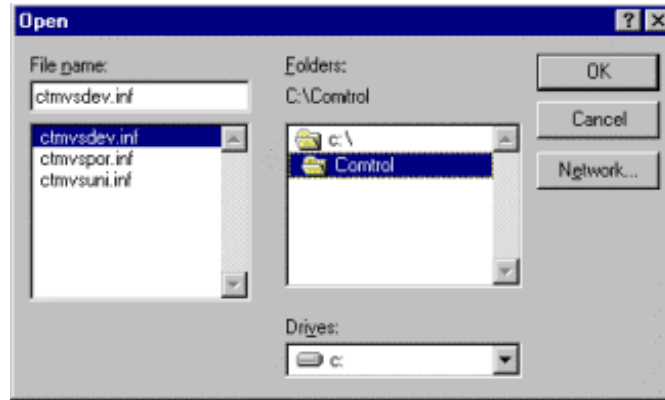 Open
File name:
ctmvsdev.inf
ctmvsdev.inf
ctmvspor.inf
ctmvsuni.inf
Folders:
C:\Comtrol
c:\
Comtrol
Drives:
c:
OK
Cancel
Network...